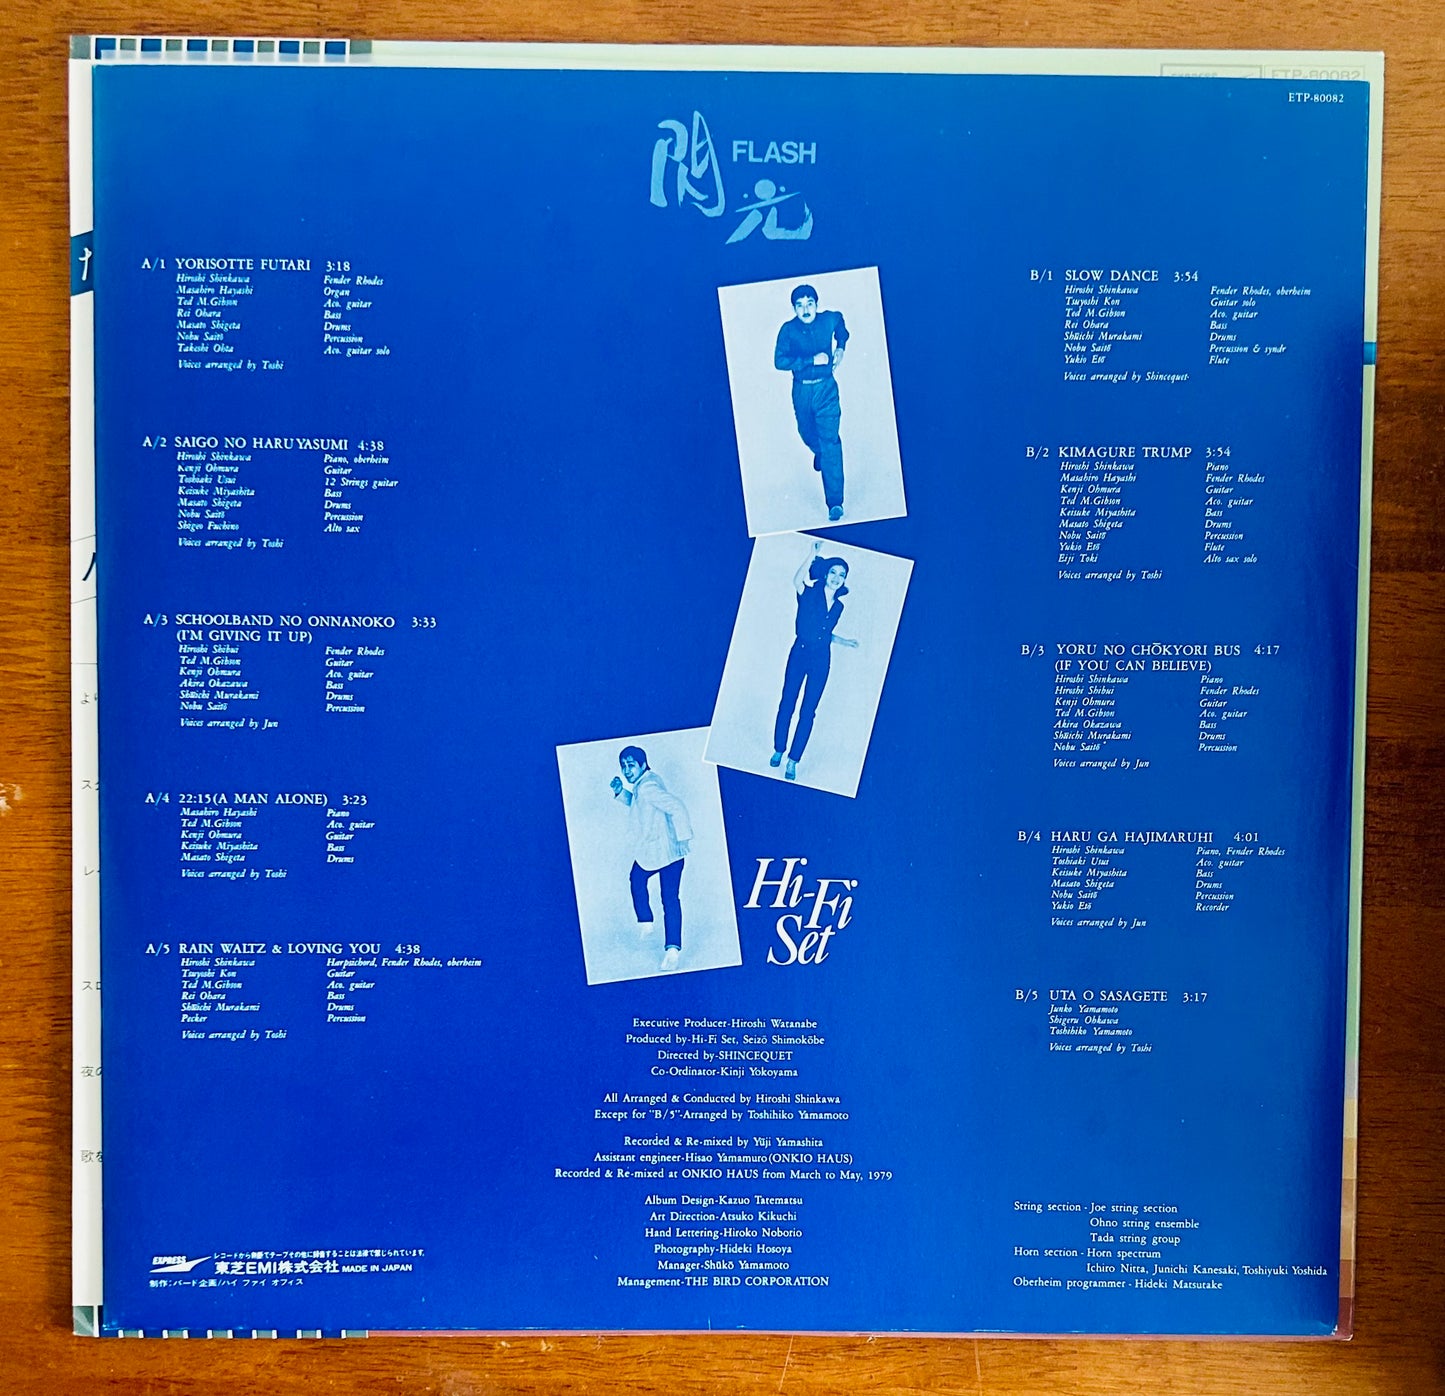 ETP-80082
ETP-80082
閃光 FLASH
A/1 YORISOTTE FUTARI 3:18
Hiroshi Shinkawa Fender Rhodes
Masahiro Hayashi Organ
Ted M.Gibson Aco. guitar
Rei Ohara Bass
Masato Shigeta Drums
Nobu Saitō Percussion
Takeshi Ohta Aco. guitar solo
Voices arranged by Toshi
A/2 SAIGO NO HARUYASUMI 4:38
Hiroshi Shinkawa Piano, oberheim
Kenji Ohmura Guitar
Toshiaki Usui 12 Strings guitar
Keisuke Miyashita Bass
Masato Shigeta Drums
Nobu Saitō Percussion
Shigeo Fuchino Alto sax
Voices arranged by Toshi
A/3 SCHOOLBAND NO ONNANOKO 3:33
(I'M GIVING IT UP)
Hiroshi Shibui Fender Rhodes
Ted M.Gibson Guitar
Kenji Ohmura Aco. guitar
Akira Okazawa Bass
Shūichi Murakami Drums
Nobu Saitō Percussion
Voices arranged by Jun
A/4 22:15(A MAN ALONE) 3:23
Masahiro Hayashi Piano
Ted M.Gibson Aco. guitar
Kenji Ohmura Guitar
Keisuke Miyashita Bass
Masato Shigeta Drums
Voices arranged by Toshi
A/5 RAIN WALTZ & LOVING YOU 4:38
Hiroshi Shinkawa Harpsichord, Fender Rhodes, oberheim
Tsuyoshi Kon Guitar
Ted M.Gibson Aco. guitar
Rei Ohara Bass
Shūichi Murakami Drums
Pecker Percussion
Voices arranged by Toshi
B/1 SLOW DANCE 3:54
Hiroshi Shinkawa Fender Rhodes, oberheim
Tsuyoshi Kon Guitar solo
Ted M.Gibson Aco. guitar
Rei Ohara Bass
Shūichi Murakami Drums
Nobu Saitō Percussion & syndr
Yukio Etō Flute
Voices arranged by Shincequet
B/2 KIMAGURE TRUMP 3:54
Hiroshi Shinkawa Piano
Masahiro Hayashi Fender Rhodes
Kenji Ohmura Guitar
Ted M.Gibson Aco. guitar
Keisuke Miyashita Bass
Masato Shigeta Drums
Nobu Saitō Percussion
Yukio Etō Flute
Eiji Toki Alto sax solo
Voices arranged by Toshi
B/3 YORU NO CHŌKYORI BUS 4:17
(IF YOU CAN BELIEVE)
Hiroshi Shinkawa Piano
Hiroshi Shibui Fender Rhodes
Kenji Ohmura Guitar
Ted M.Gibson Aco. guitar
Akira Okazawa Bass
Shūichi Murakami Drums
Nobu Saitō Percussion
Voices arranged by Jun
B/4 HARU GA HAJIMARUHI 4:01
Hiroshi Shinkawa Piano, Fender Rhodes
Toshiaki Usui Aco. guitar
Keisuke Miyashita Bass
Masato Shigeta Drums
Nobu Saitō Percussion
Yukio Etō Recorder
Voices arranged by Jun
B/5 UTA O SASAGETE 3:17
Junko Yamamoto
Shigeru Ohkawa
Toshihiko Yamamoto
Voices arranged by Toshi
Hi-Fi
Set
Executive Producer-Hiroshi Watanabe
Produced by-Hi-Fi Set, Seizō Shimokōbe
Directed by-SHINCEQUET
Co-Ordinator-Kinji Yokoyama
All Arranged & Conducted by Hiroshi Shinkawa
Except for "B/5"-Arranged by Toshihiko Yamamoto
Recorded & Re-mixed by Yūji Yamashita
Assistant engineer-Hisao Yamamuro(ONKIO HAUS)
Recorded & Re-mixed at ONKIO HAUS from March to May, 1979
Album Design-Kazuo Tatematsu
Art Direction-Atsuko Kikuchi
Hand Lettering-Hiroko Noborio
Photography-Hideki Hosoya
Manager-Shūkō Yamamoto
Management-THE BIRD CORPORATION
String section - Joe string section
Ohno string ensemble
Tada string group
Horn section - Horn spectrum
Ichiro Nitta, Junichi Kanesaki, Toshiyuki Yoshida
Oberheim programmer - Hideki Matsutake
EXPRESS レコードから無断でテープその他に録音することは法律で禁じられています。
東芝EMI株式会社 MADE IN JAPAN
制作:バード企画/ハイ ファイ オフィス